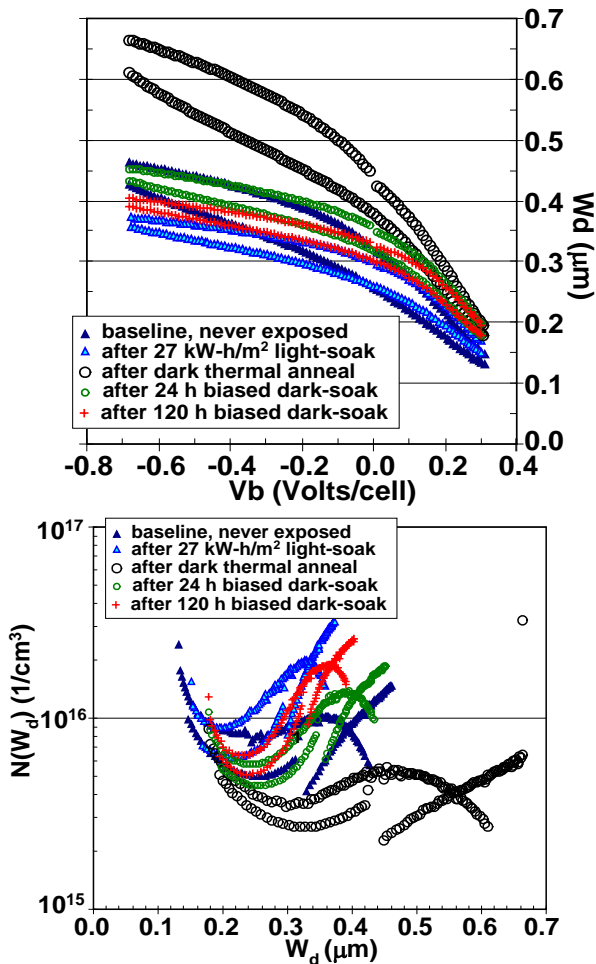 0.7
0.6
0.5
0.4
0.3
0.2
0.1
0.0
Wd (μm)
baseline, never exposed
after 27 kW-h/m² light-soak
after dark thermal anneal
after 24 h biased dark-soak
after 120 h biased dark-soak
-0.8 -0.6 -0.4 -0.2 0.0 0.2 0.4
Vb (Volts/cell)
10¹⁷
baseline, never exposed
after 27 kW-h/m² light-soak
after dark thermal anneal
after 24 h biased dark-soak
after 120 h biased dark-soak
10¹⁶
N(W_d) (1/cm³)
10¹⁵
0.0 0.1 0.2 0.3 0.4 0.5 0.6 0.7
W_d (μm)